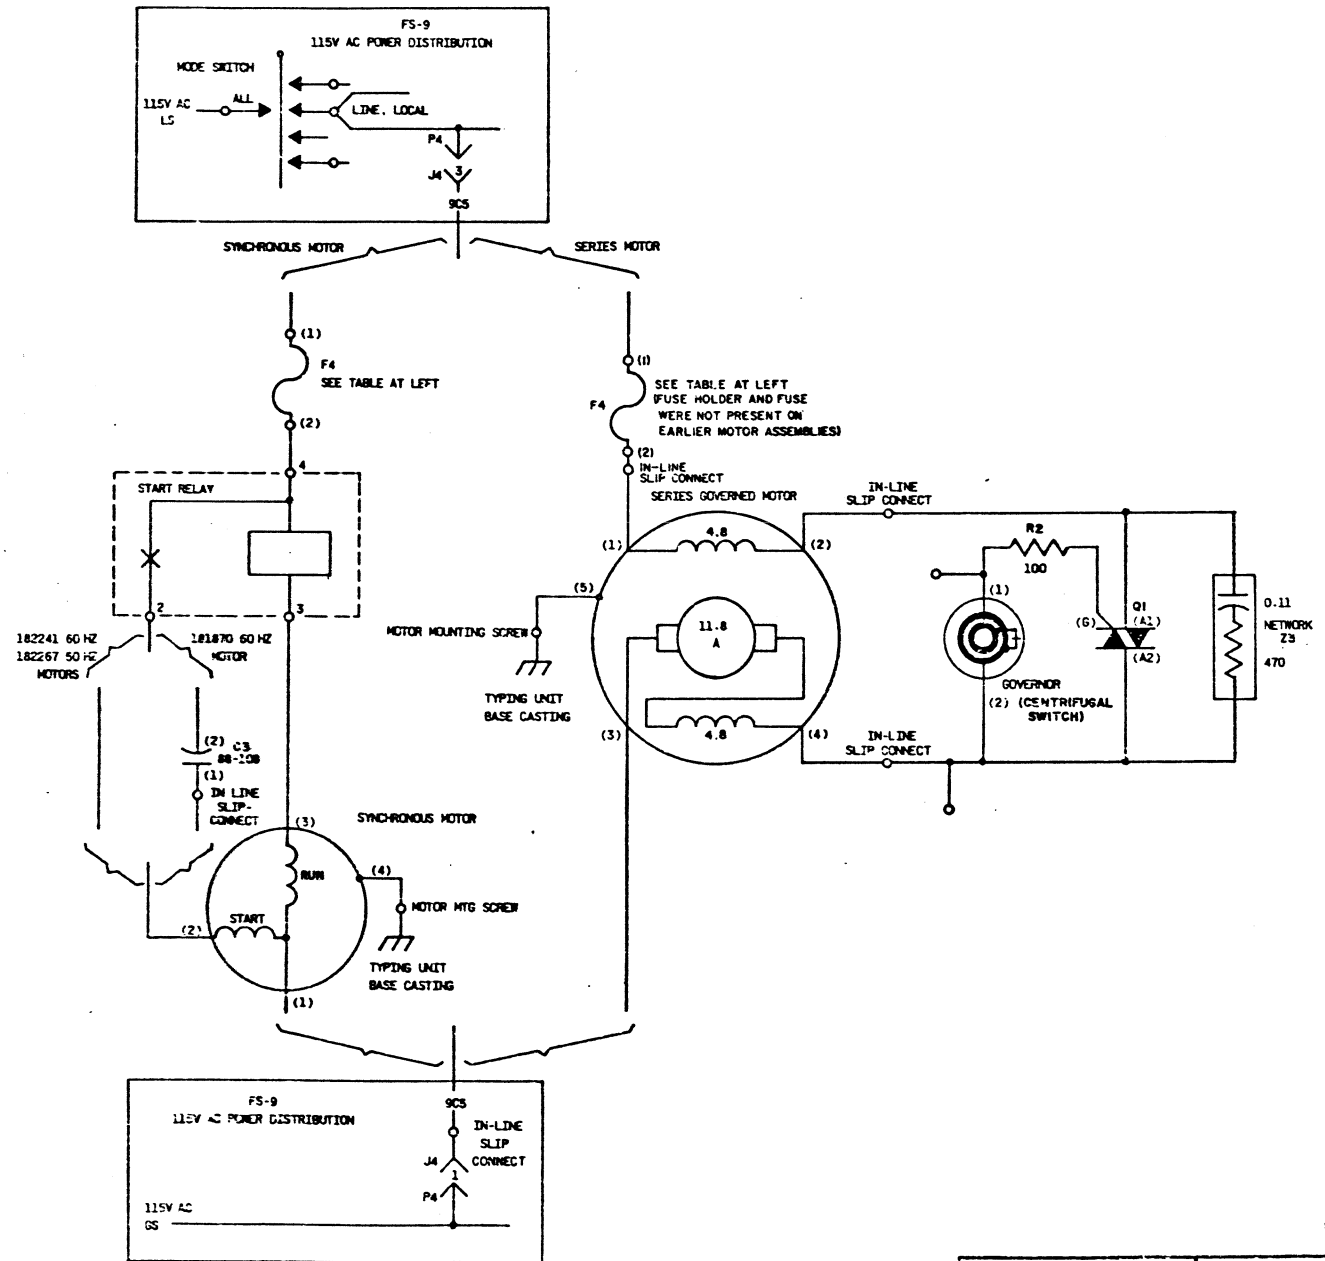 FS-9
115V AC POWER DISTRIBUTION
MODE SWITCH
115V AC
LS
ALL
LINE, LOCAL
P4
J4
3
9C5
SYNCHRONOUS MOTOR
SERIES MOTOR
(1)
F4
SEE TABLE AT LEFT
(2)
(1)
F4
SEE TABLE AT LEFT
(FUSE HOLDER AND FUSE
WERE NOT PRESENT ON
EARLIER MOTOR ASSEMBLIES)
(2)
IN-LINE
SLIP CONNECT
4
START RELAY
2
3
182241 60 HZ
182267 50 HZ
MOTORS
181870 60 HZ
MOTOR
(2)
C3
(1)
IN LINE
SLIP-
CONNECT
SYNCHRONOUS MOTOR
(3)
RUN
(4)
START
(2)
MOTOR MTG SCREW
TYPING UNIT
BASE CASTING
(1)
SERIES GOVERNED MOTOR
(1)
4.8
(2)
(5)
MOTOR MOUNTING SCREW
TYPING UNIT
BASE CASTING
11.8
A
(3)
4.8
(4)
IN-LINE
SLIP CONNECT
R2
100
(1)
Q1
(G)
(A1)
(A2)
GOVERNOR
(2) (CENTRIFUGAL
SWITCH)
IN-LINE
SLIP CONNECT
0.11
NETWORK
Z3
470
FS-9
115V AC POWER DISTRIBUTION
9C5
IN-LINE
SLIP
CONNECT
J4
1
P4
115V AC
GS